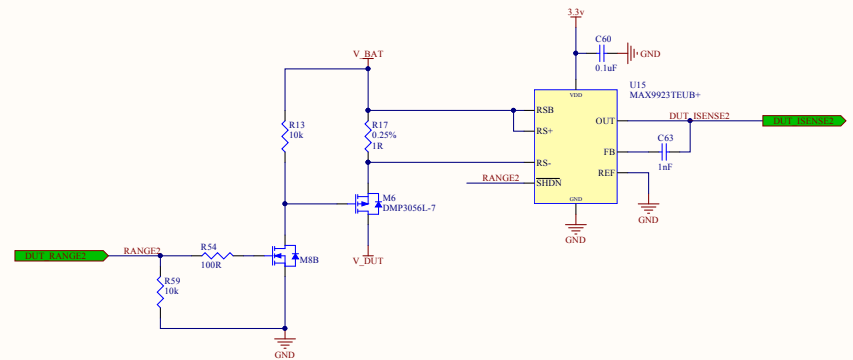 3.3v
C60
GND
0.1uF
V_BAT
U15
MAX9923TEUB+
VDD
RSB
R13
10k
R17
0.25%
1R
RS+
OUT
DUT_ISENSE2
DUT_ISENSE2
C63
1nF
FB
RS-
REF
RANGE2
SHDN
GND
M6
DMP3056L-7
GND
GND
DUT_RANGE2
RANGE2
R54
100R
M8B
V_DUT
R59
10k
GND